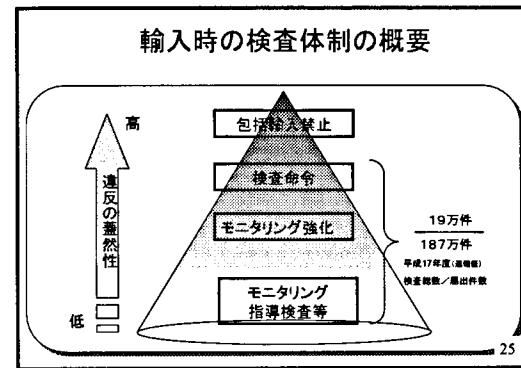 輸入時の検査体制の概要
高
違反の蓋然性
低
包括輸入禁止
検査命令
モニタリング強化
モニタリング
指導検査等
19万件
187万件
平成17年度(速報値)
検査総数/届出件数
25